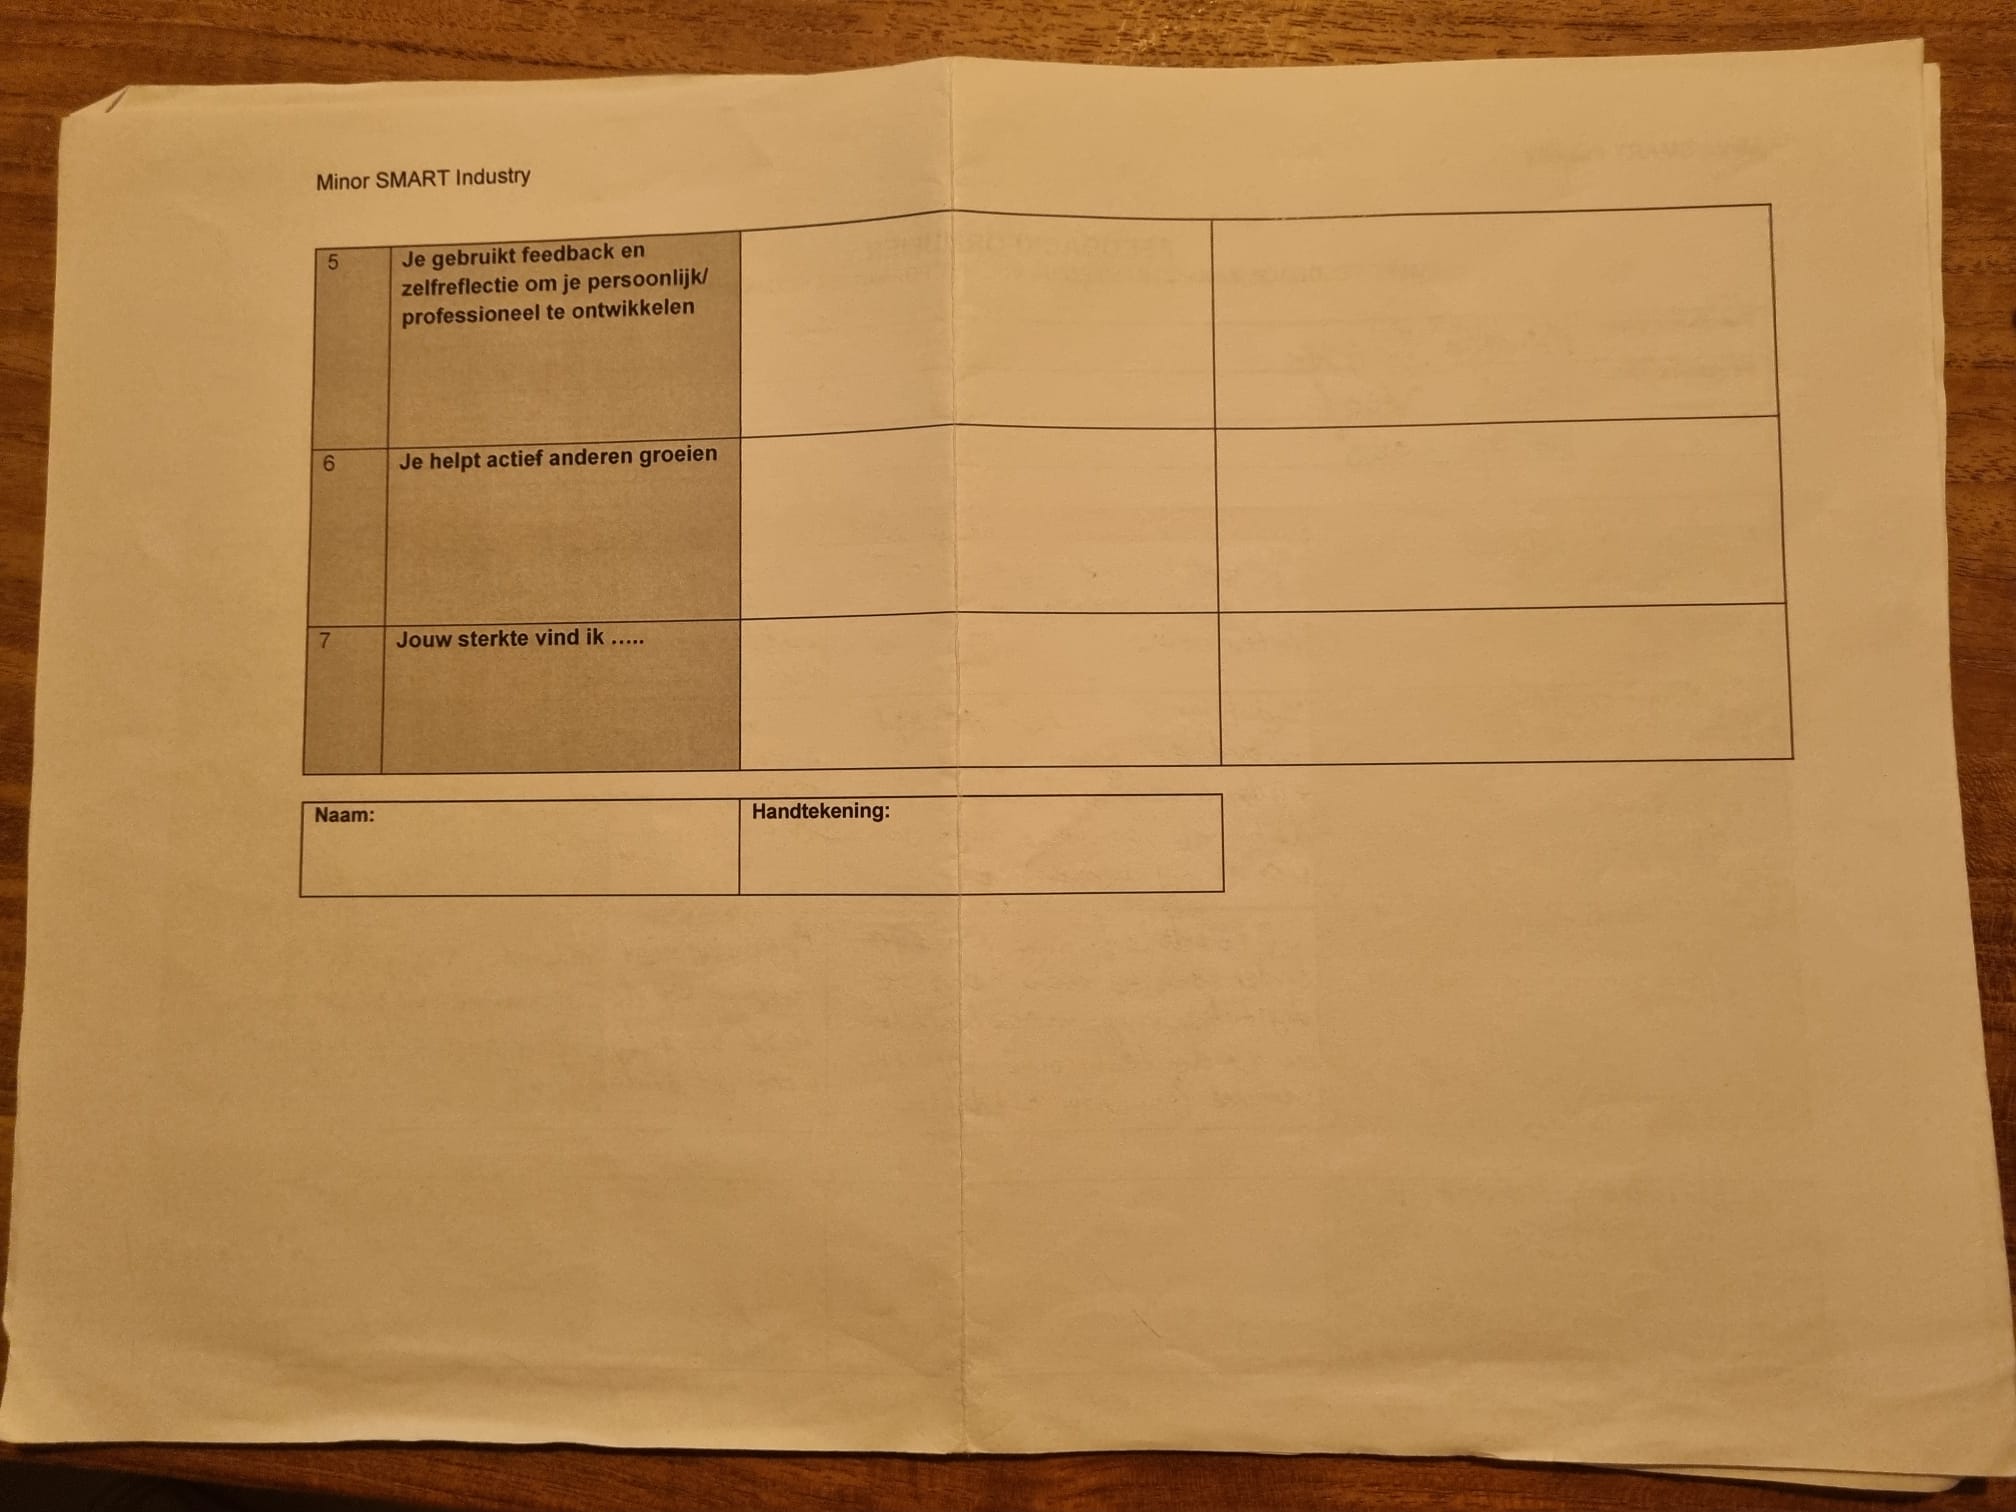 Minor SMART Industry
5
Je gebruikt feedback en
zelfreflectie om je persoonlijk/
professioneel te ontwikkelen
6
Je helpt actief anderen groeien
7
Jouw sterkte vind ik .....
Naam:
Handtekening: